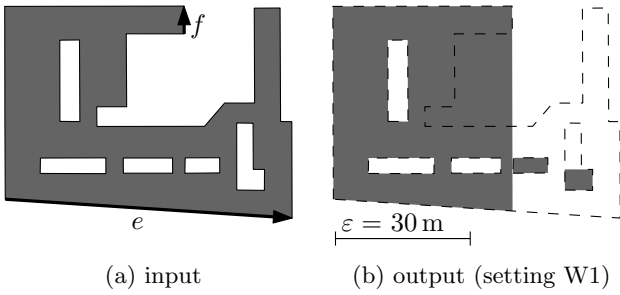 f
e
ε = 30 m
(a) input
(b) output (setting W1)